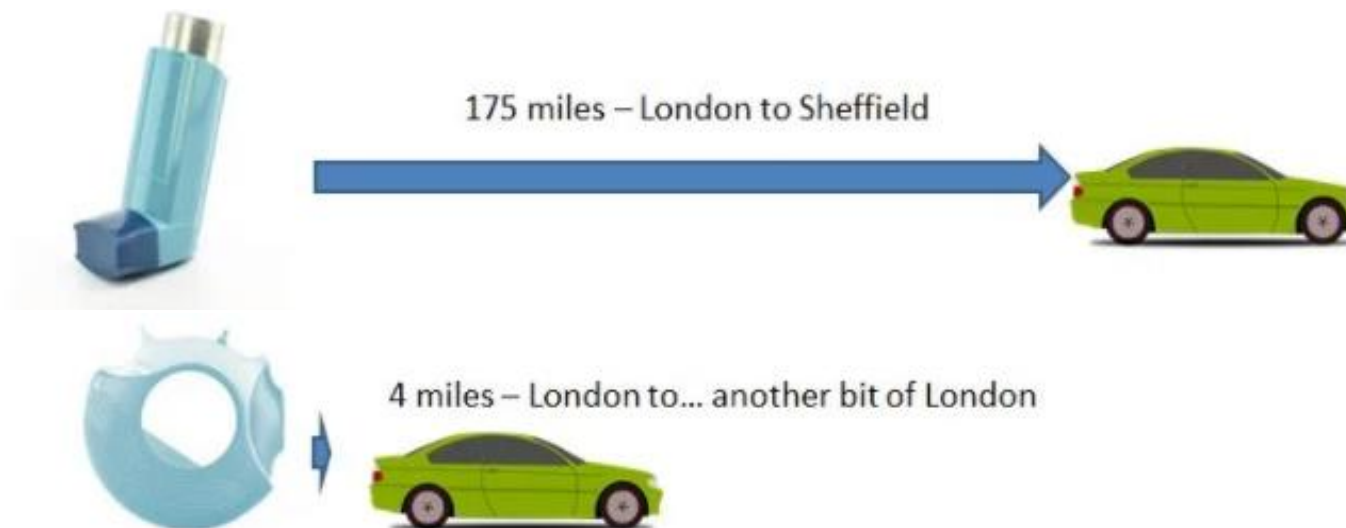 175 miles – London to Sheffield
4 miles – London to... another bit of London